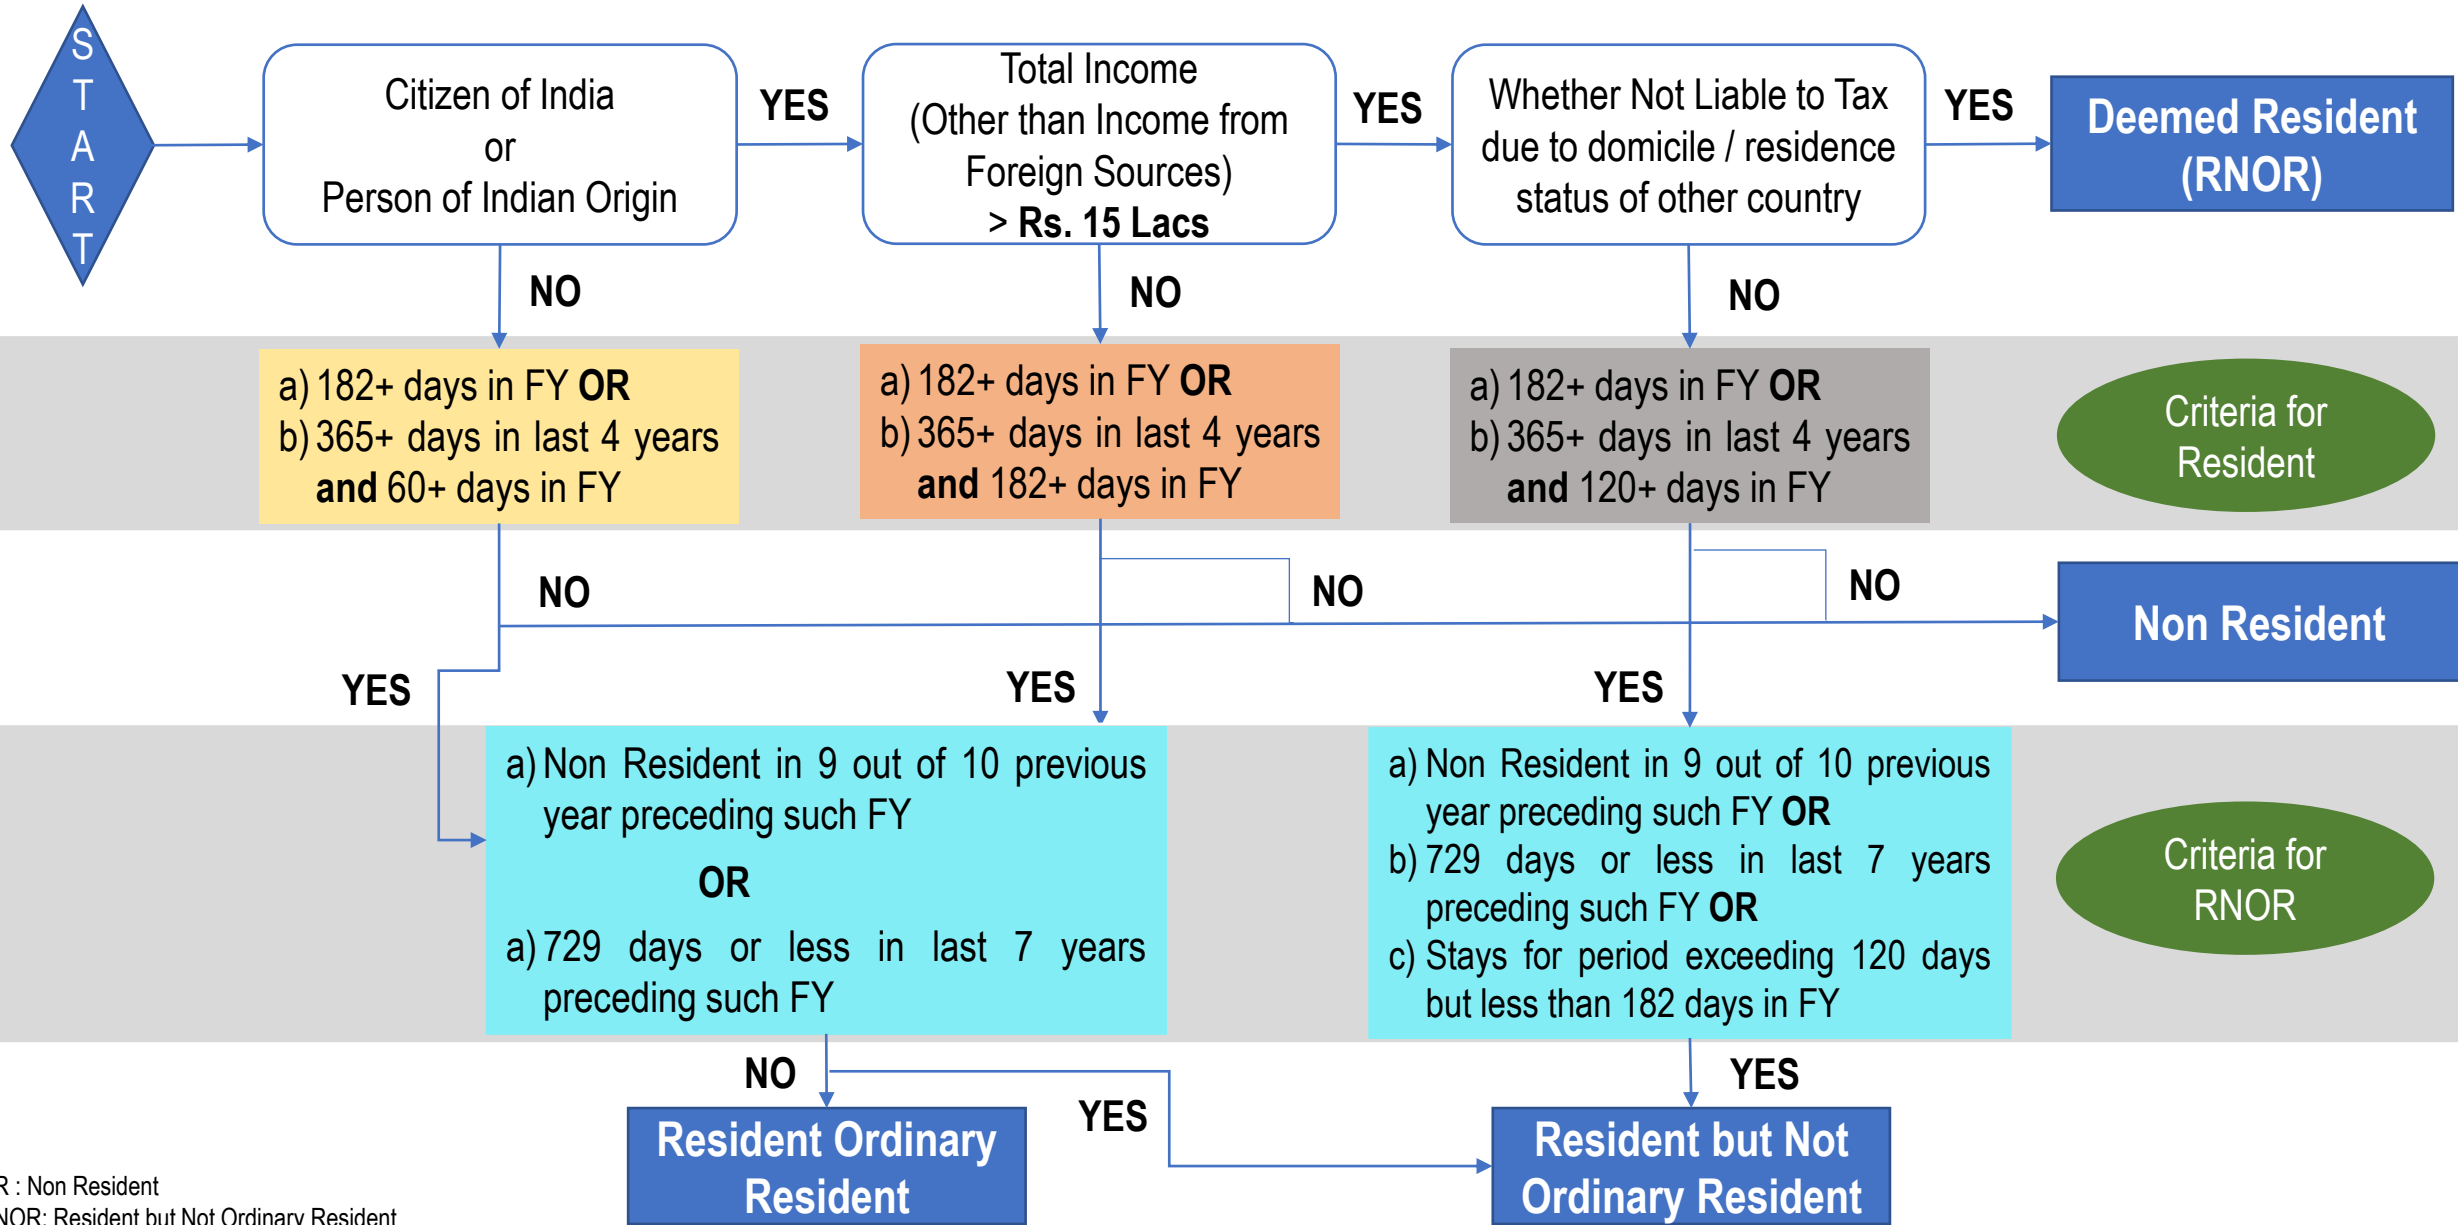 S
T
A
R
T
Citizen of India
or
Person of Indian Origin
YES
Total Income
(Other than Income from
Foreign Sources)
> Rs. 15 Lacs
YES
Whether Not Liable to Tax
due to domicile / residence
status of other country
YES
Deemed Resident
(RNOR)
NO
NO
NO
a) 182+ days in FY OR
b) 365+ days in last 4 years
and 60+ days in FY
a) 182+ days in FY OR
b) 365+ days in last 4 years
and 182+ days in FY
a) 182+ days in FY OR
b) 365+ days in last 4 years
and 120+ days in FY
Criteria for
Resident
NO
NO
NO
Non Resident
YES
YES
YES
a) Non Resident in 9 out of 10 previous
year preceding such FY
OR
a) 729 days or less in last 7 years
preceding such FY
a) Non Resident in 9 out of 10 previous
year preceding such FY OR
b) 729 days or less in last 7 years
preceding such FY OR
c) Stays for period exceeding 120 days
but less than 182 days in FY
Criteria for
RNOR
NO
YES
YES
Resident Ordinary
Resident
Resident but Not
Ordinary Resident
R : Non Resident
NOR: Resident but Not Ordinary Resident